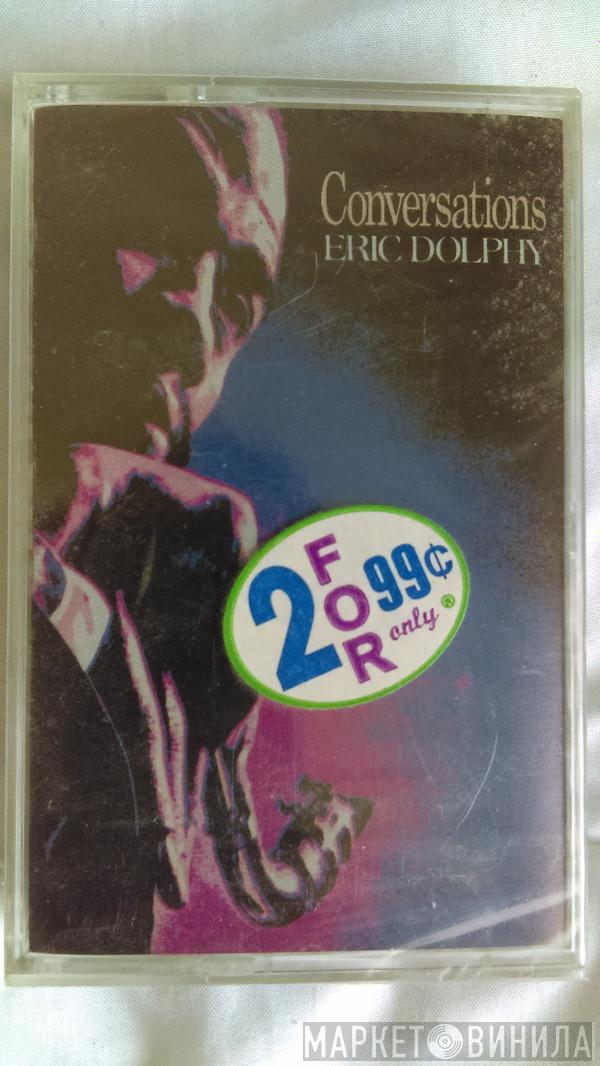 Conversations
ERIC DOLPHY
2 FOR 99¢
only ®
МАРКЕТ ВИНИЛА